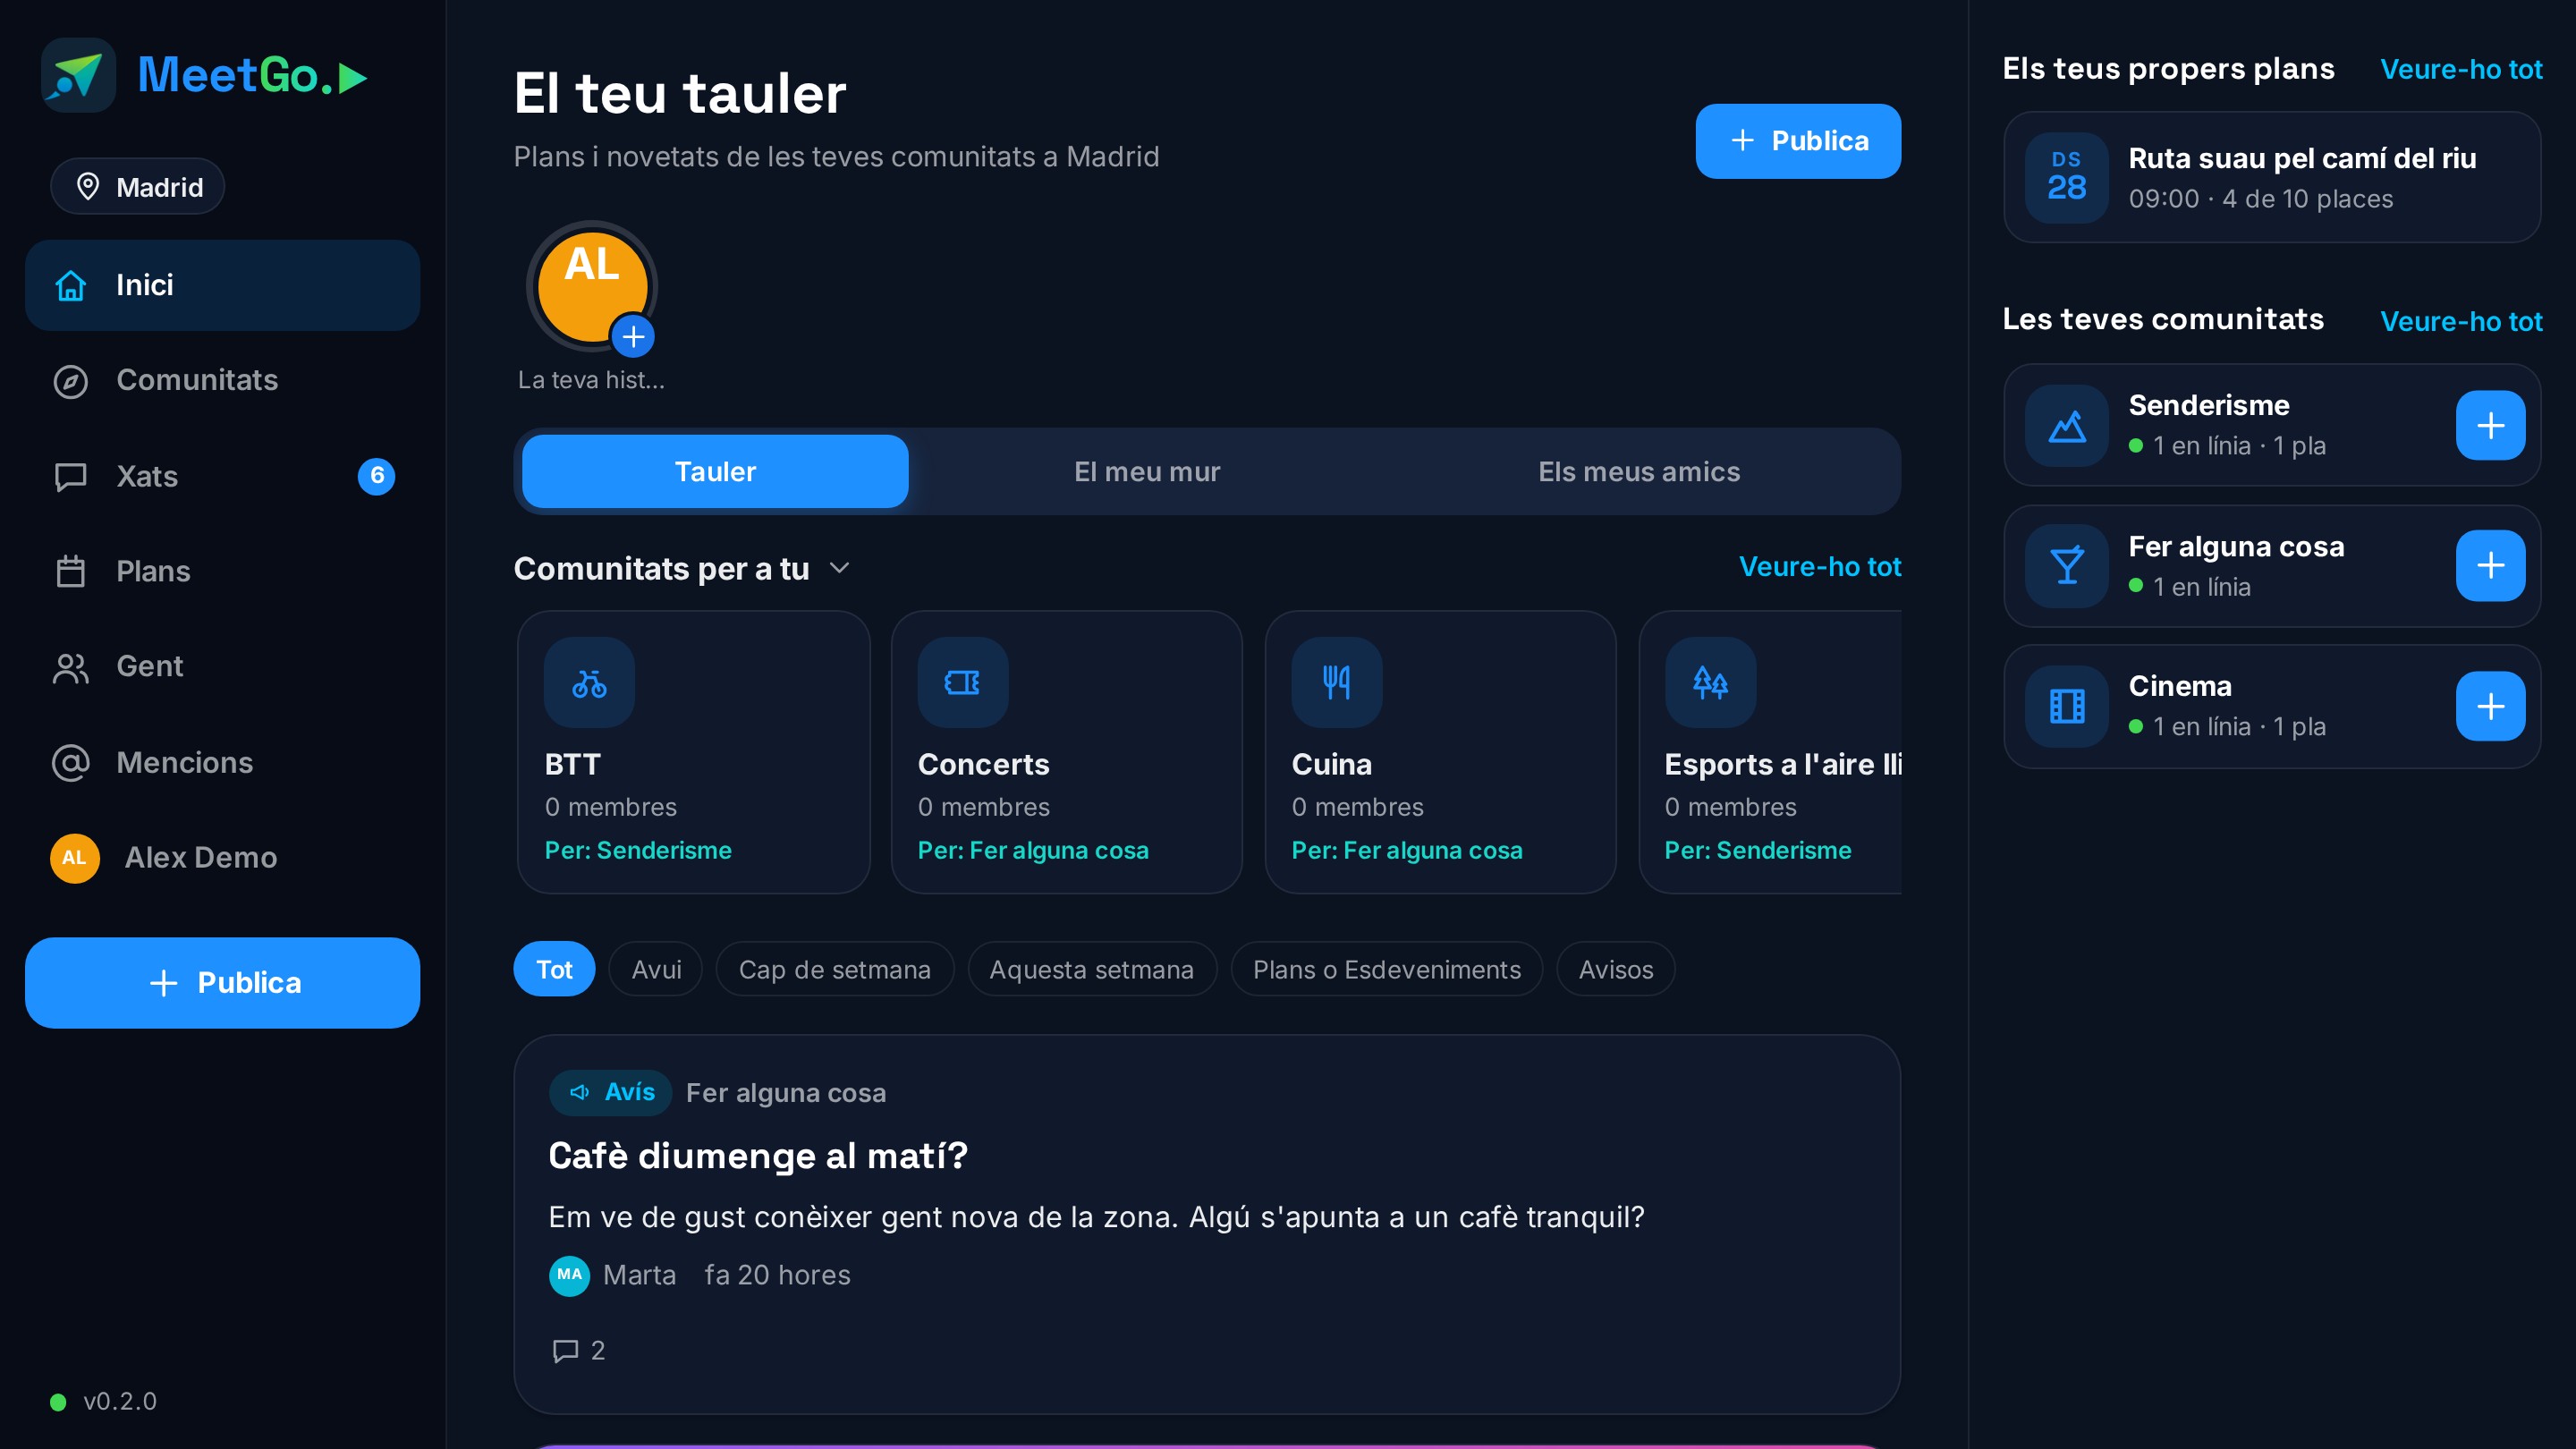 MeetGo.
Madrid
Inici
Comunitats
Xats
6
Plans
Gent
Mencions
AL
Alex Demo
Publica
v0.2.0
El teu tauler
Plans i novetats de les teves comunitats a Madrid
Publica
AL
La teva hist...
Tauler
El meu mur
Els meus amics
Comunitats per a tu
Veure-ho tot
BTT
0 membres
Per: Senderisme
Concerts
0 membres
Per: Fer alguna cosa
Cuina
0 membres
Per: Fer alguna cosa
Esports a l'aire lli
0 membres
Per: Senderisme
Tot
Avui
Cap de setmana
Aquesta setmana
Plans o Esdeveniments
Avisos
Avís
Fer alguna cosa
Cafè diumenge al matí?
Em ve de gust conèixer gent nova de la zona. Algú s'apunta a un cafè tranquil?
MA
Marta fa 20 hores
2
Els teus propers plans
Veure-ho tot
DS
28
Ruta suau pel camí del riu
09:00 · 4 de 10 places
Les teves comunitats
Veure-ho tot
Senderisme
1 en línia · 1 pla
Fer alguna cosa
1 en línia
Cinema
1 en línia · 1 pla